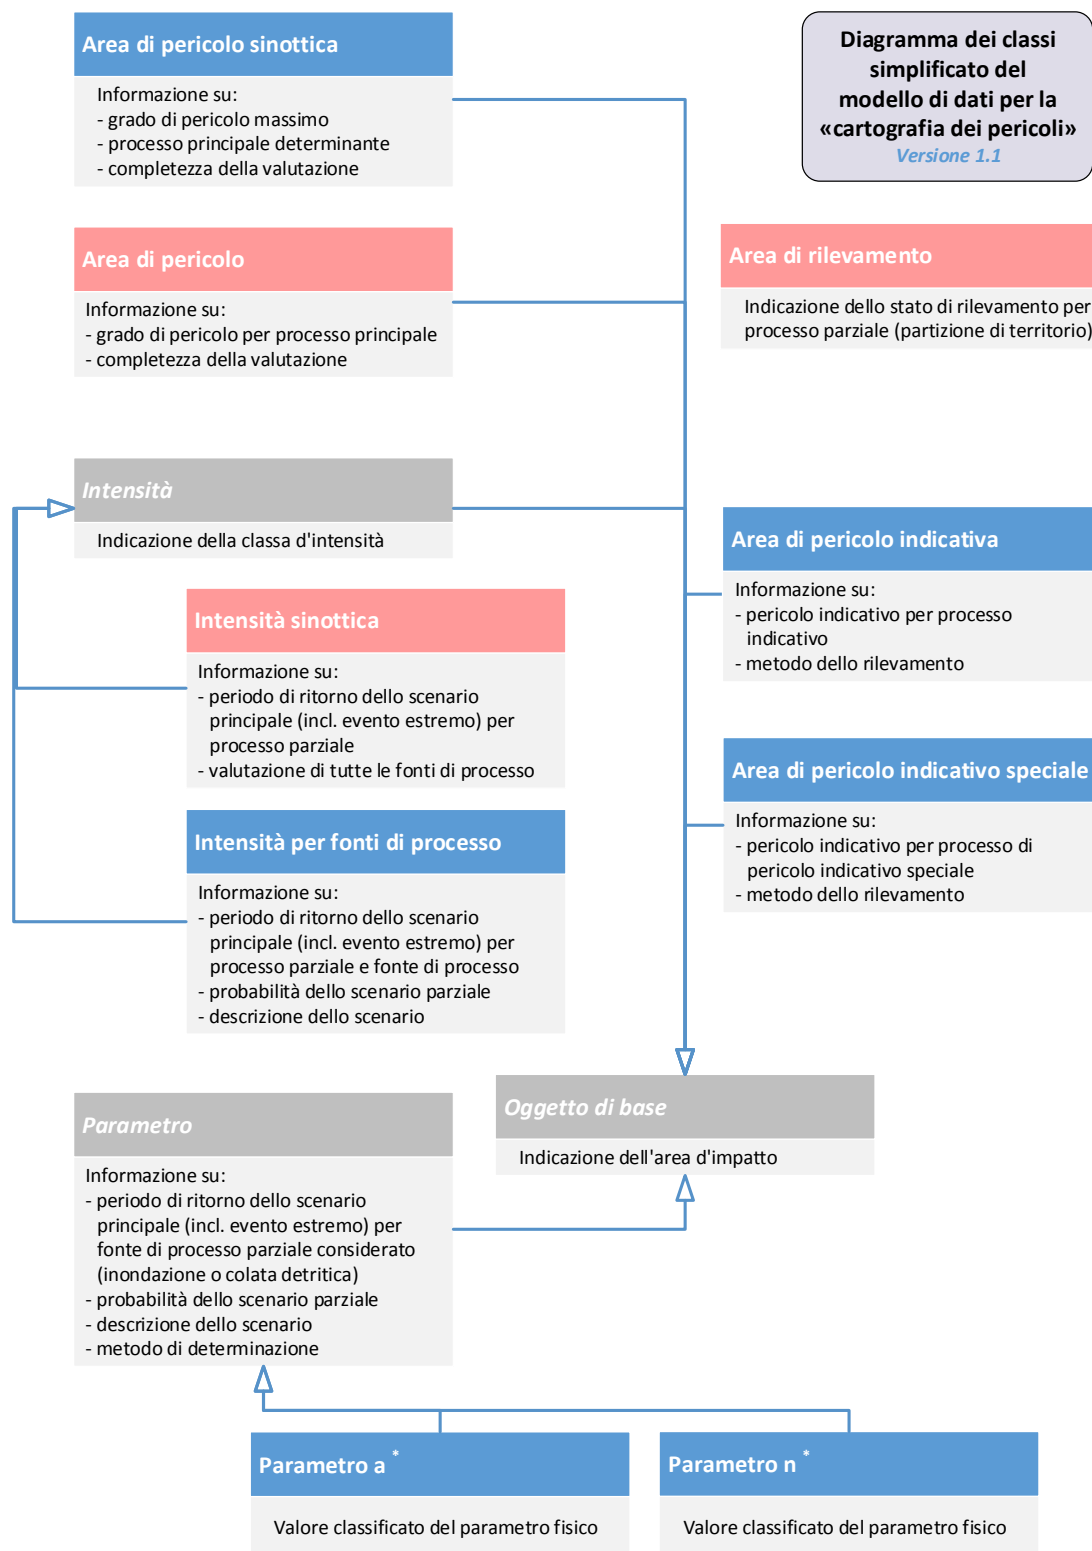 Area di pericolo sinottica
Informazione su:
- grado di pericolo massimo
- processo principale determinante
- completezza della valutazione
Diagramma dei classi
simplificato del
modello di dati per la
«cartografia dei pericoli»
Versione 1.1
Area di pericolo
Informazione su:
- grado di pericolo per processo principale
- completezza della valutazione
Area di rilevamento
Indicazione dello stato di rilevamento per
processo parziale (partizione di territorio)
Intensità
Indicazione della classa d'intensità
Area di pericolo indicativa
Informazione su:
- pericolo indicativo per processo
indicativo
- metodo dello rilevamento
Intensità sinottica
Informazione su:
- periodo di ritorno dello scenario
principale (incl. evento estremo) per
processo parziale
- valutazione di tutte le fonti di processo
Area di pericolo indicativo speciale
Informazione su:
- pericolo indicativo per processo di
pericolo indicativo speciale
- metodo dello rilevamento
Intensità per fonti di processo
Informazione su:
- periodo di ritorno dello scenario
principale (incl. evento estremo) per
processo parziale e fonte di processo
- probabilità dello scenario parziale
- descrizione dello scenario
Oggetto di base
Indicazione dell'area d'impatto
Parametro
Informazione su:
- periodo di ritorno dello scenario
principale (incl. evento estremo) per
fonte di processo parziale considerato
(inondazione o colata detritica)
- probabilità dello scenario parziale
- descrizione dello scenario
- metodo di determinazione
Parametro a *
Valore classificato del parametro fisico
Parametro n *
Valore classificato del parametro fisico